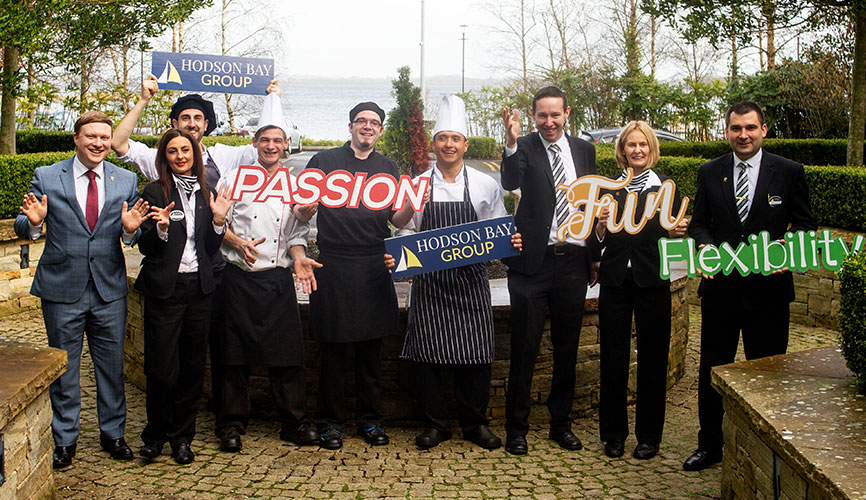 HODSON BAY
GROUP
PASSION
HODSON BAY
GROUP
Fun
Flexibility